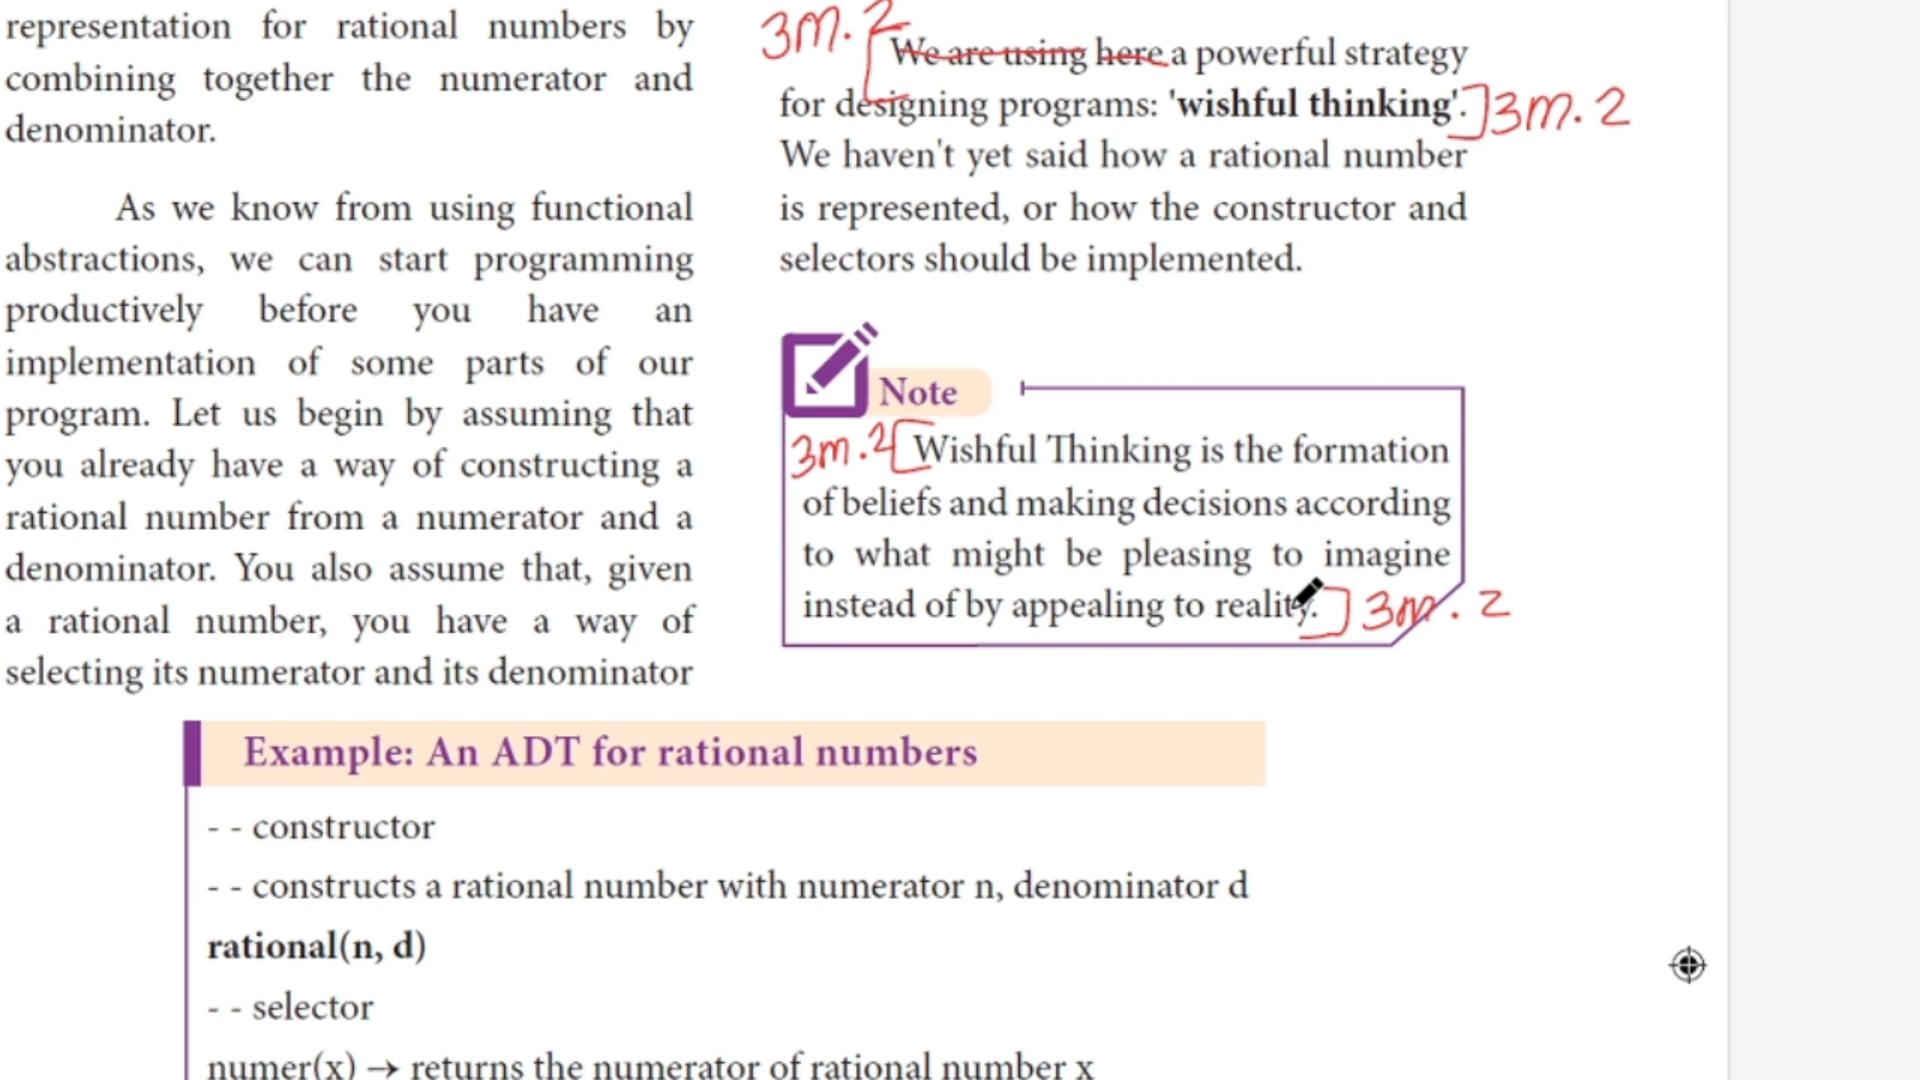 representation for rational numbers by
combining together the numerator and
denominator.
As we know from using functional
abstractions, we can start programming
productively before you have an
implementation of some parts of our
program. Let us begin by assuming that
you already have a way of constructing a
rational number from a numerator and a
denominator. You also assume that, given
a rational number, you have a way of
selecting its numerator and its denominator
3m. 2
We are using here a powerful strategy
for designing programs: 'wishful thinking'.
3m. 2
We haven't yet said how a rational number
is represented, or how the constructor and
selectors should be implemented.
Note
3m. 2 Wishful Thinking is the formation
of beliefs and making decisions according
to what might be pleasing to imagine
instead of by appealing to reality. 3m. 2
Example: An ADT for rational numbers
- - constructor
- - constructs a rational number with numerator n, denominator d
rational(n, d)
- - selector
numer(x) → returns the numerator of rational number x